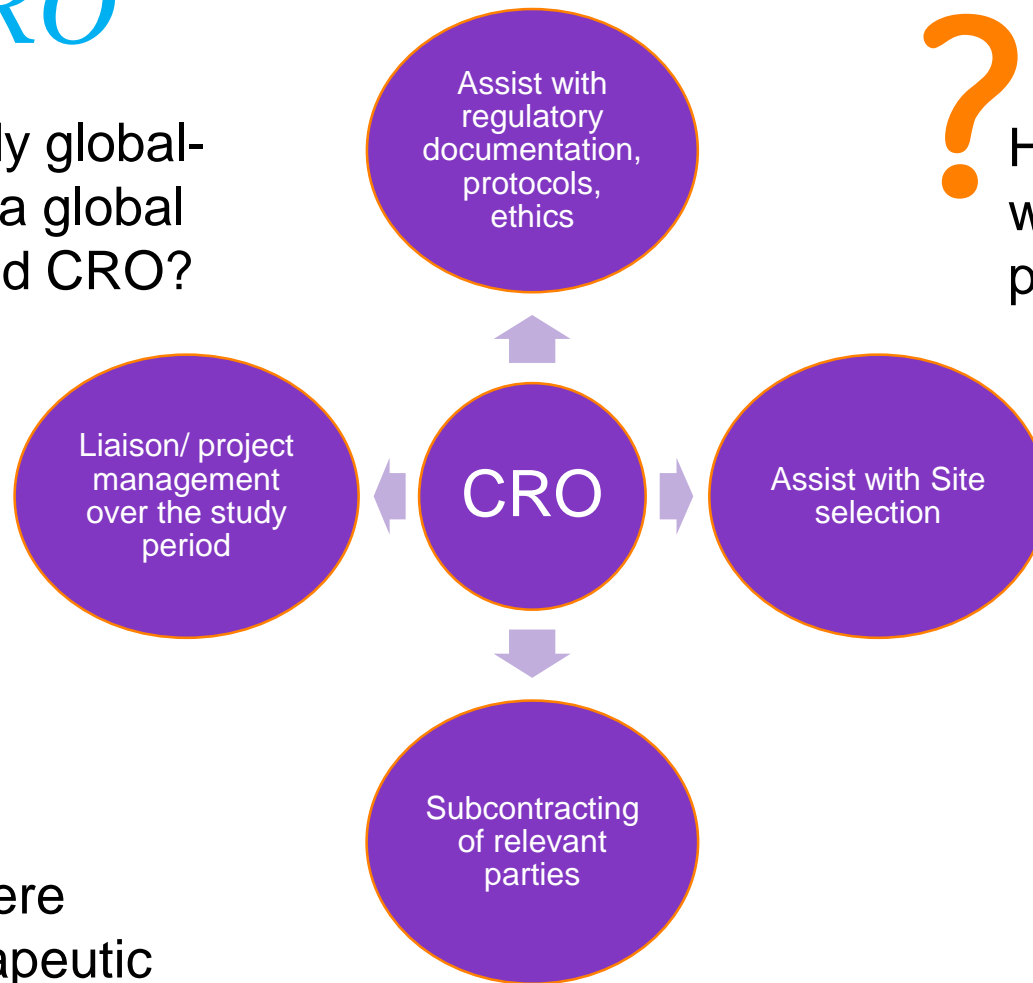 RO
ly global-
a global
d CRO?
?
Assist with
regulatory
documentation,
protocols,
ethics
Liaison/ project
management
over the study
period
CRO
Assist with Site
selection
Subcontracting
of relevant
parties
ere
apeutic